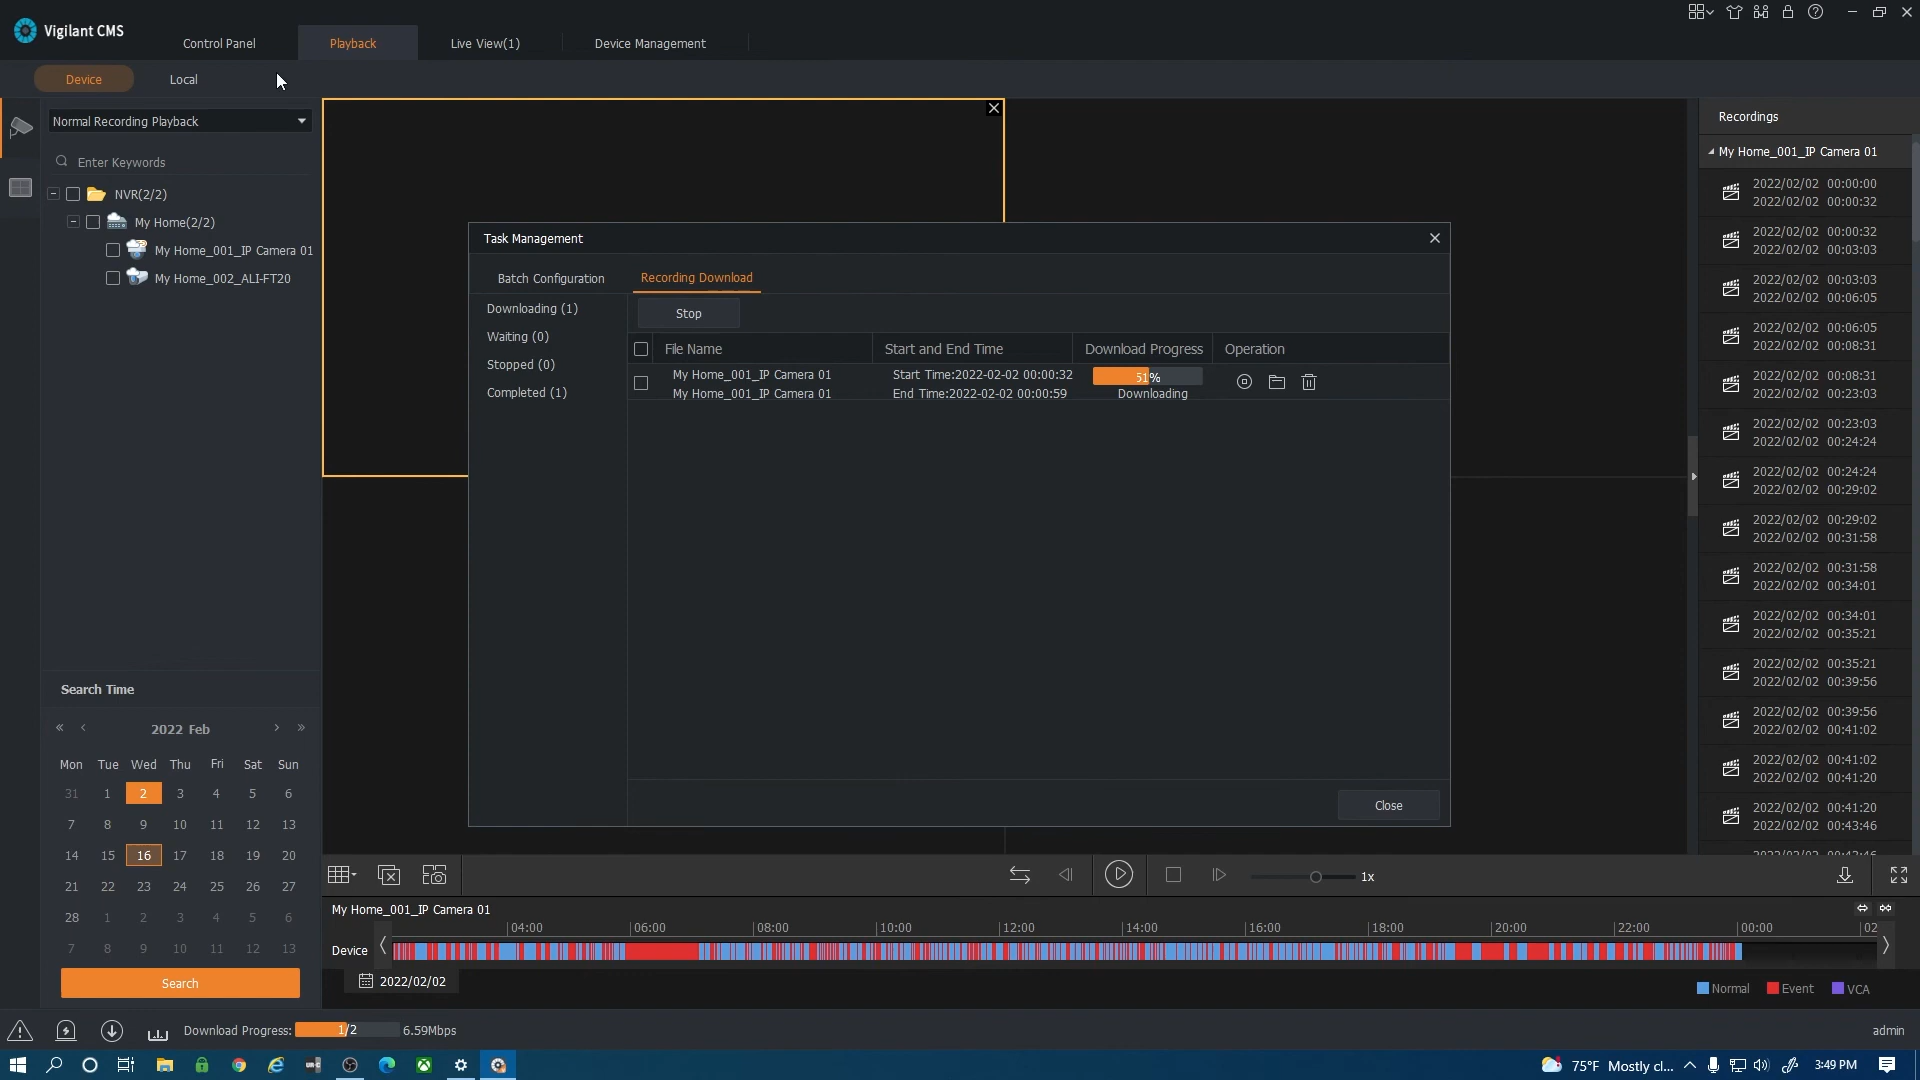 Vigilant CMS
Control Panel
Playback
Live View(1)
Device Management
Device
Local
Normal Recording Playback
Enter Keywords
NVR(2/2)
My Home(2/2)
My Home_001_IP Camera 01
My Home_002_ALI-FT20
Task Management
Batch Configuration
Recording Download
Downloading (1)
Waiting (0)
Stopped (0)
Completed (1)
Stop
File Name
Start and End Time
Download Progress
Operation
My Home_001_IP Camera 01
My Home_001_IP Camera 01
Start Time:2022-02-02 00:00:32
End Time:2022-02-02 00:00:59
51%
Downloading
Close
Recordings
My Home_001_IP Camera 01
2022/02/02 00:00:00
2022/02/02 00:00:32
2022/02/02 00:00:32
2022/02/02 00:03:03
2022/02/02 00:03:03
2022/02/02 00:06:05
2022/02/02 00:06:05
2022/02/02 00:08:31
2022/02/02 00:08:31
2022/02/02 00:23:03
2022/02/02 00:23:03
2022/02/02 00:24:24
2022/02/02 00:24:24
2022/02/02 00:29:02
2022/02/02 00:29:02
2022/02/02 00:31:58
2022/02/02 00:31:58
2022/02/02 00:34:01
2022/02/02 00:34:01
2022/02/02 00:35:21
2022/02/02 00:35:21
2022/02/02 00:39:56
2022/02/02 00:39:56
2022/02/02 00:41:02
2022/02/02 00:41:02
2022/02/02 00:41:20
2022/02/02 00:41:20
2022/02/02 00:43:46
Search Time
« ‹ 2022 Feb › »
Mon Tue Wed Thu Fri Sat Sun
31 1 2 3 4 5 6
7 8 9 10 11 12 13
14 15 16 17 18 19 20
21 22 23 24 25 26 27
28 1 2 3 4 5 6
7 8 9 10 11 12 13
Search
1x
My Home_001_IP Camera 01
04:00 06:00 08:00 10:00 12:00 14:00 16:00 18:00 20:00 22:00 00:00 02
Device
2022/02/02
Normal Event VCA
Download Progress: 1/2 6.59Mbps
admin
75°F Mostly cl... 3:49 PM